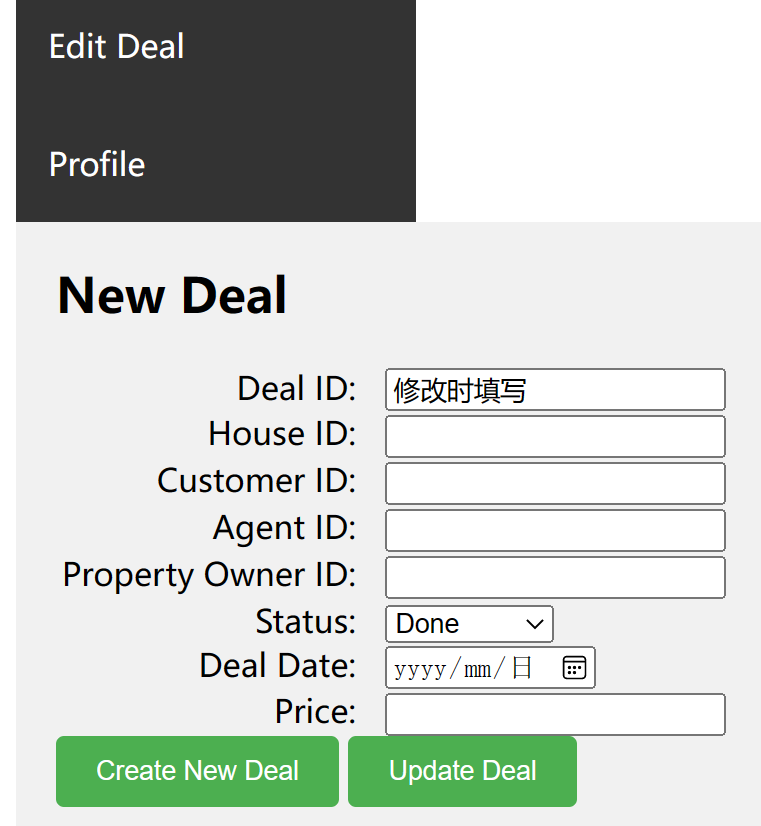 Edit Deal
Profile
New Deal
Deal ID: 修改时填写
House ID:
Customer ID:
Agent ID:
Property Owner ID:
Status: Done
Deal Date: yyyy/mm/日
Price:
Create New Deal Update Deal